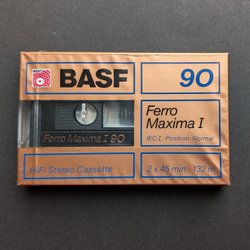 BASF
90
Ferro
Maxima I
IEC I · Position Normal
Ferro Maxima I 90
HiFi Stereo Cassette
2 x 45 min · 132 m